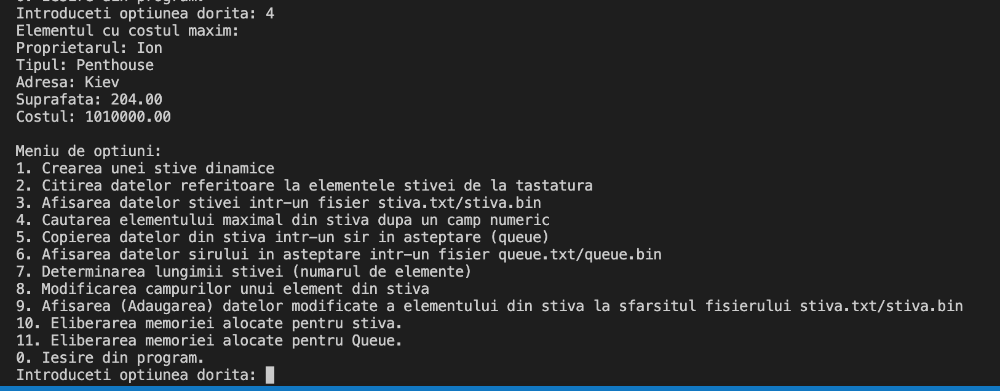 0. Iesire din program.
Introduceti optiunea dorita: 4
Elementul cu costul maxim:
Proprietarul: Ion
Tipul: Penthouse
Adresa: Kiev
Suprafata: 204.00
Costul: 1010000.00
Meniu de optiuni:
1. Crearea unei stive dinamice
2. Citirea datelor referitoare la elementele stivei de la tastatura
3. Afisarea datelor stivei intr-un fisier stiva.txt/stiva.bin
4. Cautarea elementului maximal din stiva dupa un camp numeric
5. Copierea datelor din stiva intr-un sir in asteptare (queue)
6. Afisarea datelor sirului in asteptare intr-un fisier queue.txt/queue.bin
7. Determinarea lungimii stivei (numarul de elemente)
8. Modificarea campurilor unui element din stiva
9. Afisarea (Adaugarea) datelor modificate a elementului din stiva la sfarsitul fisierului stiva.txt/stiva.bin
10. Eliberarea memoriei alocate pentru stiva.
11. Eliberarea memoriei alocate pentru Queue.
0. Iesire din program.
Introduceti optiunea dorita: